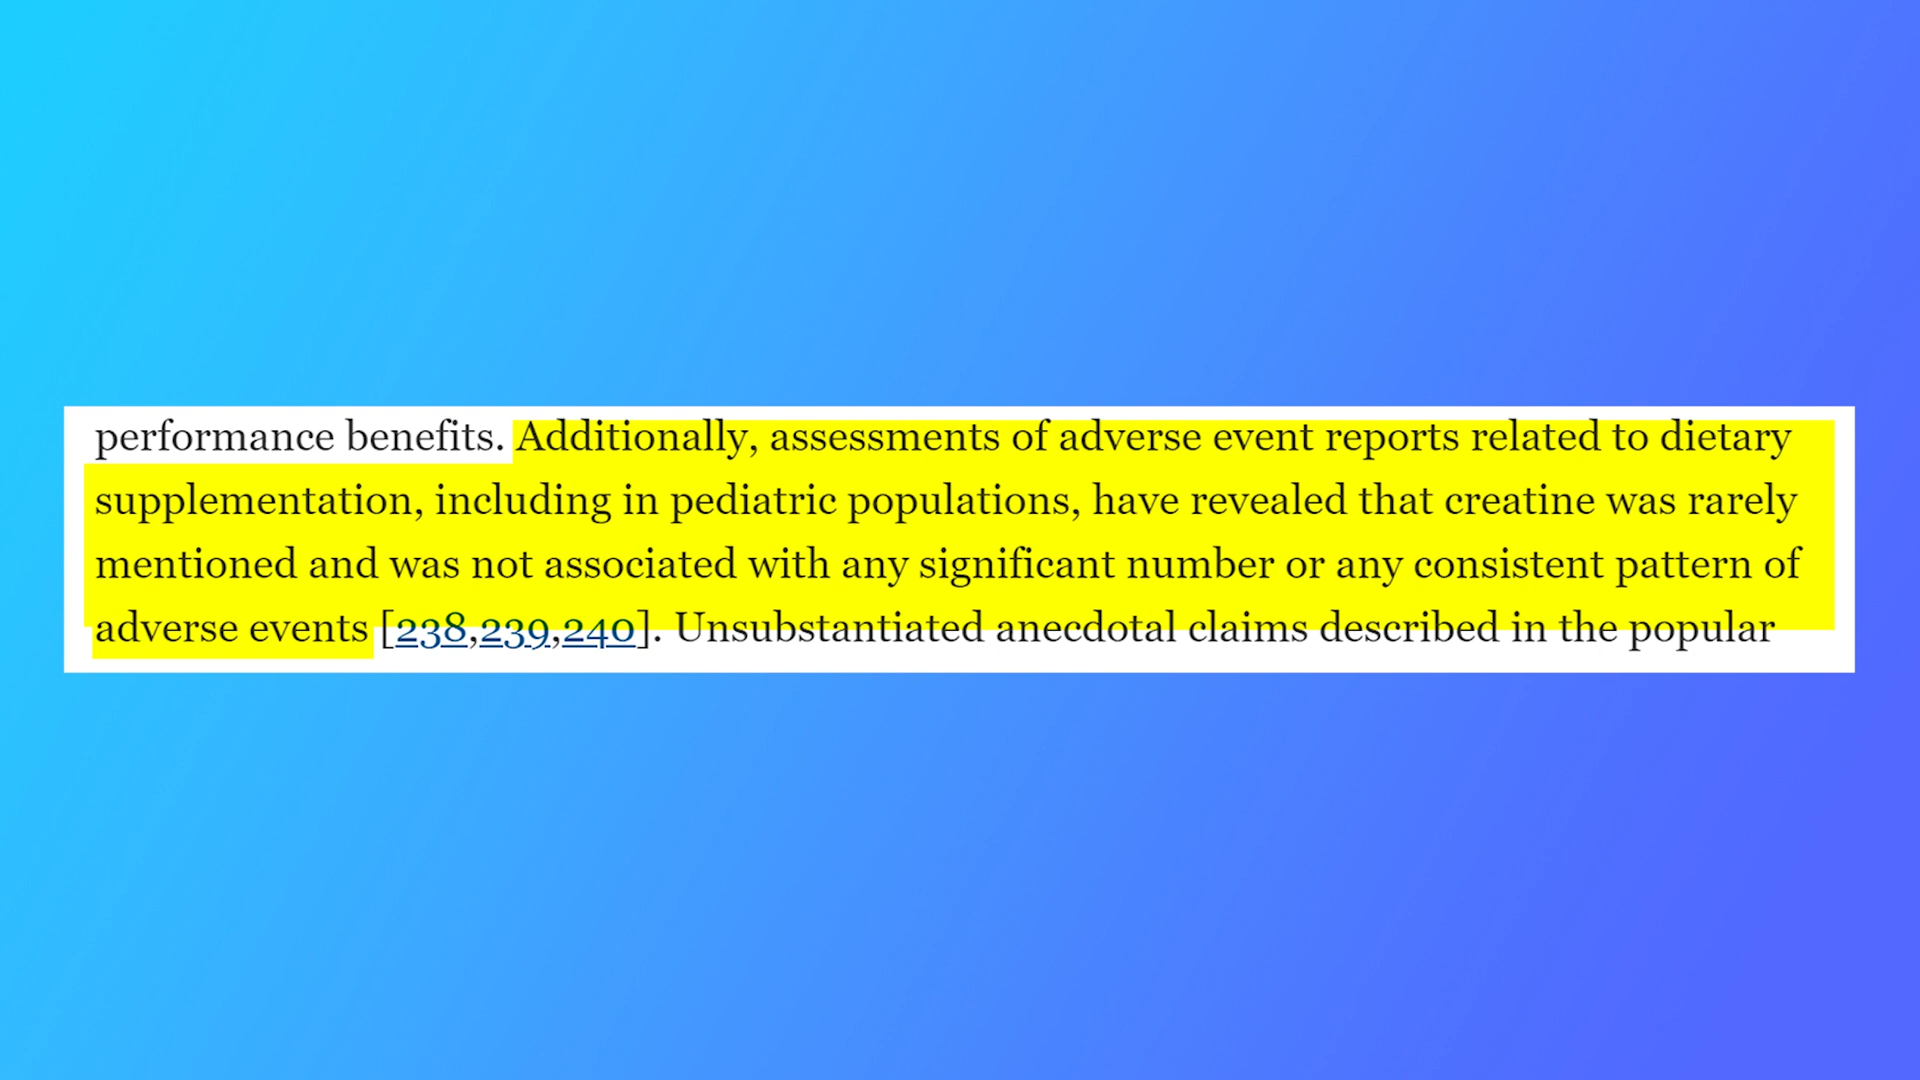 performance benefits. Additionally, assessments of adverse event reports related to dietary
supplementation, including in pediatric populations, have revealed that creatine was rarely
mentioned and was not associated with any significant number or any consistent pattern of
adverse events [238,239,240]. Unsubstantiated anecdotal claims described in the popular